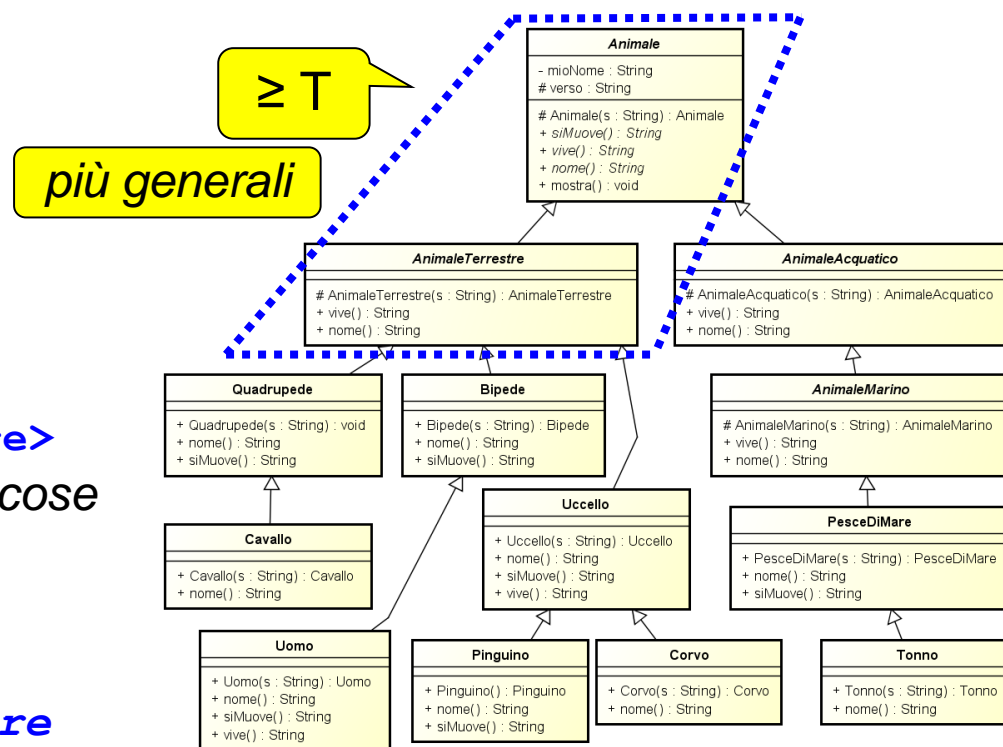 ≥ T
più generali
e>
cose
re
Animale
- mioNome : String
# verso : String
# Animale(s : String) : Animale
+ siMuove() : String
+ vive() : String
+ nome() : String
+ mostra() : void
AnimaleTerrestre
# AnimaleTerrestre(s : String) : AnimaleTerrestre
+ vive() : String
+ nome() : String
AnimaleAcquatico
# AnimaleAcquatico(s : String) : AnimaleAcquatico
+ vive() : String
+ nome() : String
Quadrupede
+ Quadrupede(s : String) : void
+ nome() : String
+ siMuove() : String
Bipede
+ Bipede(s : String) : Bipede
+ nome() : String
+ siMuove() : String
AnimaleMarino
# AnimaleMarino(s : String) : AnimaleMarino
+ vive() : String
+ nome() : String
Cavallo
+ Cavallo(s : String) : Cavallo
+ nome() : String
Uccello
+ Uccello(s : String) : Uccello
+ nome() : String
+ siMuove() : String
+ vive() : String
PesceDiMare
+ PesceDiMare(s : String) : PesceDiMare
+ nome() : String
+ siMuove() : String
Uomo
+ Uomo(s : String) : Uomo
+ nome() : String
+ siMuove() : String
+ vive() : String
Pinguino
+ Pinguino() : Pinguino
+ nome() : String
+ siMuove() : String
Corvo
+ Corvo(s : String) : Corvo
+ nome() : String
Tonno
+ Tonno(s : String) : Tonno
+ nome() : String